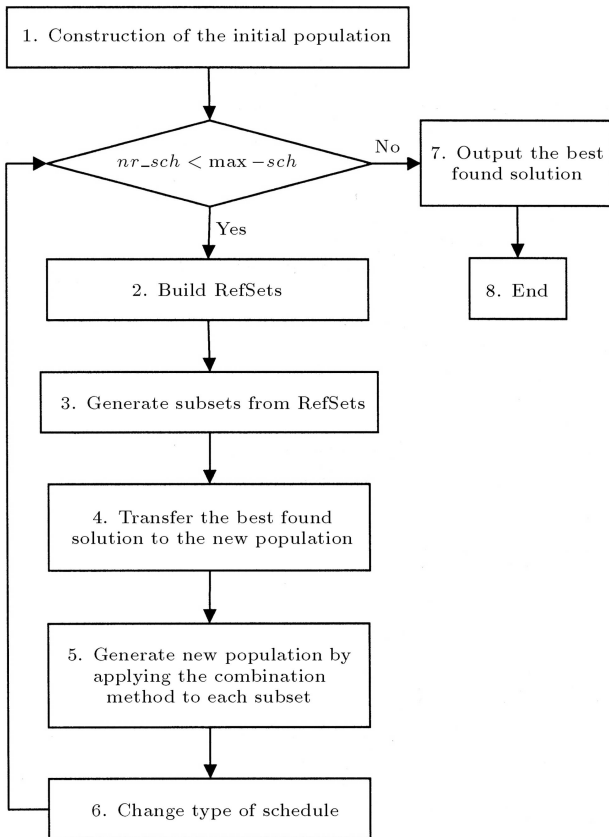 1. Construction of the initial population
nr_sch < max −sch
No
7. Output the best
found solution
Yes
2. Build RefSets
8. End
3. Generate subsets from RefSets
4. Transfer the best found
solution to the new population
5. Generate new population by
applying the combination
method to each subset
6. Change type of schedule